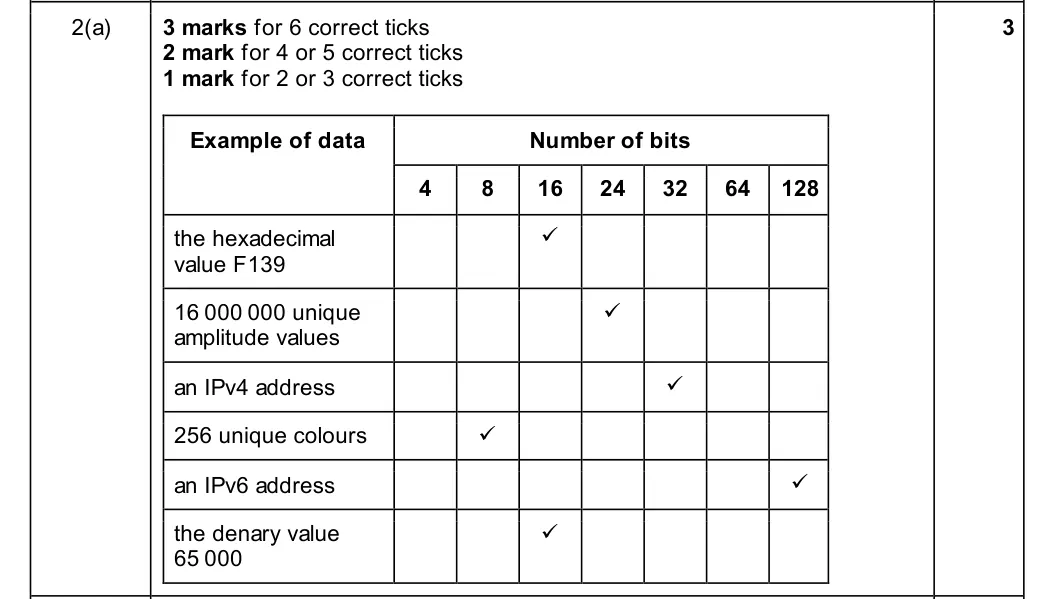 2(a)
3 marks for 6 correct ticks
3
2 mark for 4 or 5 correct ticks
1 mark for 2 or 3 correct ticks
Example of data
Number of bits
4 8 16 24 32 64 128
the hexadecimal
value F139
✓
16 000 000 unique
amplitude values
✓
an IPv4 address ✓
256 unique colours ✓
an IPv6 address ✓
the denary value
65 000
✓